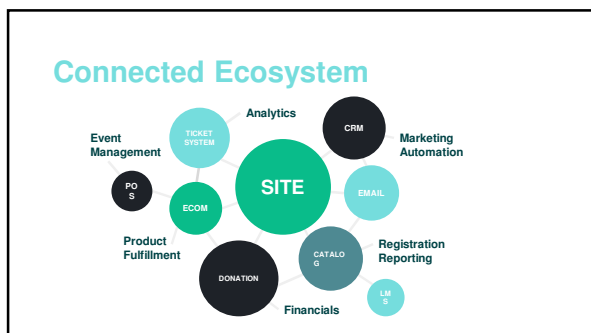 Connected Ecosystem
Analytics
TICKET
SYSTEM
CRM
Event
Management
Marketing
Automation
PO
S
SITE
EMAIL
ECOM
Product
Fulfillment
CATALO
G
Registration
Reporting
DONATION
LM
S
Financials